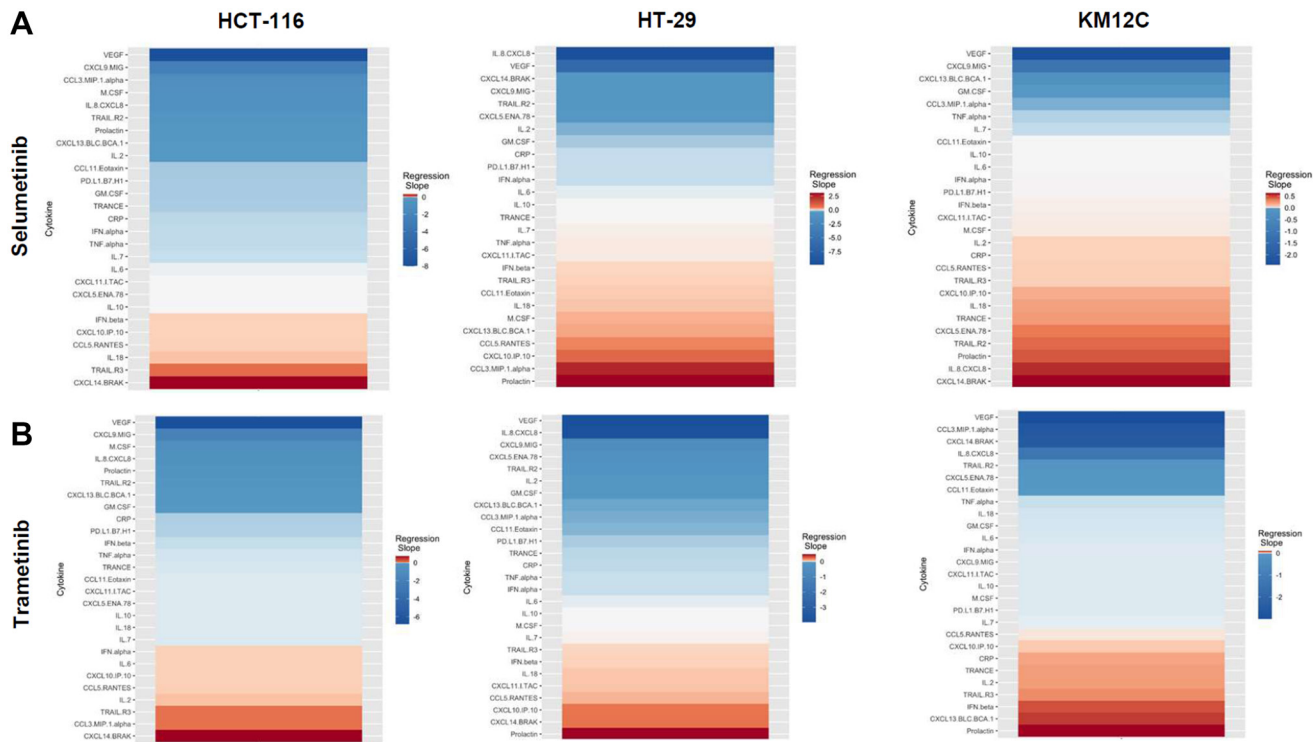 A
HCT-116
HT-29
KM12C
Selumetinib
Cytokine
VEGF
CXCL9.MIG
CCL3.MIP.1.alpha
M.CSF
IL.8.CXCL8
TRAIL.R2
Prolactin
CXCL13.BLC.BCA.1
IL.2
CCL11.Eotaxin
PD.L1.B7.H1
GM.CSF
TRANCE
CRP
IFN.alpha
TNF.alpha
IL.7
IL.6
CXCL11.I.TAC
CXCL5.ENA.78
IL.10
IFN.beta
CXCL10.IP.10
CCL5.RANTES
IL.18
TRAIL.R3
CXCL14.BRAK
Regression
Slope
0
-2
-4
-6
-8
IL.8.CXCL8
VEGF
CXCL14.BRAK
CXCL9.MIG
TRAIL.R2
CXCL5.ENA.78
IL.2
GM.CSF
CRP
PD.L1.B7.H1
IFN.alpha
IL.6
IL.10
TRANCE
IL.7
TNF.alpha
CXCL11.I.TAC
IFN.beta
TRAIL.R3
CCL11.Eotaxin
IL.18
M.CSF
CXCL13.BLC.BCA.1
CCL5.RANTES
CXCL10.IP.10
CCL3.MIP.1.alpha
Prolactin
Cytokine
Regression
Slope
2.5
0.0
-2.5
-5.0
-7.5
VEGF
CXCL9.MIG
CXCL13.BLC.BCA.1
GM.CSF
CCL3.MIP.1.alpha
TNF.alpha
IL.7
CCL11.Eotaxin
IL.10
IL.6
IFN.alpha
PD.L1.B7.H1
IFN.beta
CXCL11.I.TAC
M.CSF
IL.2
CRP
CCL5.RANTES
TRAIL.R3
CXCL10.IP.10
IL.18
TRANCE
CXCL5.ENA.78
TRAIL.R2
Prolactin
IL.8.CXCL8
CXCL14.BRAK
Cytokine
Regression
Slope
0.5
0.0
-0.5
-1.0
-1.5
-2.0
B
Trametinib
Cytokine
VEGF
CXCL9.MIG
M.CSF
IL.8.CXCL8
Prolactin
TRAIL.R2
CXCL13.BLC.BCA.1
GM.CSF
CRP
PD.L1.B7.H1
IFN.beta
TNF.alpha
TRANCE
CCL11.Eotaxin
CXCL11.I.TAC
CXCL5.ENA.78
IL.10
IL.18
IL.7
IFN.alpha
IL.6
CXCL10.IP.10
CCL5.RANTES
IL.2
TRAIL.R3
CCL3.MIP.1.alpha
CXCL14.BRAK
Regression
Slope
0
-2
-4
-6
VEGF
IL.8.CXCL8
CXCL9.MIG
CXCL5.ENA.78
TRAIL.R2
IL.2
GM.CSF
CXCL13.BLC.BCA.1
CCL3.MIP.1.alpha
CCL11.Eotaxin
PD.L1.B7.H1
TRANCE
CRP
TNF.alpha
IFN.alpha
IL.6
IL.10
M.CSF
IL.7
TRAIL.R3
IFN.beta
IL.18
CXCL11.I.TAC
CCL5.RANTES
CXCL10.IP.10
CXCL14.BRAK
Prolactin
Cytokine
Regression
Slope
0
-1
-2
-3
VEGF
CCL3.MIP.1.alpha
CXCL14.BRAK
IL.8.CXCL8
TRAIL.R2
CXCL5.ENA.78
CCL11.Eotaxin
TNF.alpha
IL.18
GM.CSF
IL.6
IFN.alpha
CXCL9.MIG
CXCL11.I.TAC
IL.10
M.CSF
PD.L1.B7.H1
IL.7
CCL5.RANTES
CXCL10.IP.10
CRP
TRANCE
IL.2
TRAIL.R3
IFN.beta
CXCL13.BLC.BCA.1
Prolactin
Cytokine
Regression
Slope
0
-1
-2